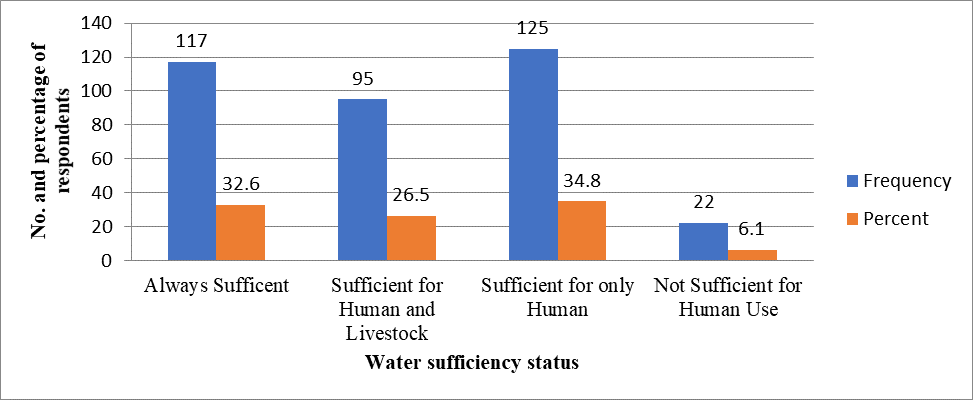 No. and percentage of
respondents
140
120
100
80
60
40
20
0
117
32.6
95
26.5
125
34.8
22
6.1
Always Sufficent
Sufficient for
Human and
Livestock
Sufficient for only
Human
Not Sufficient for
Human Use
Water sufficiency status
Frequency
Percent